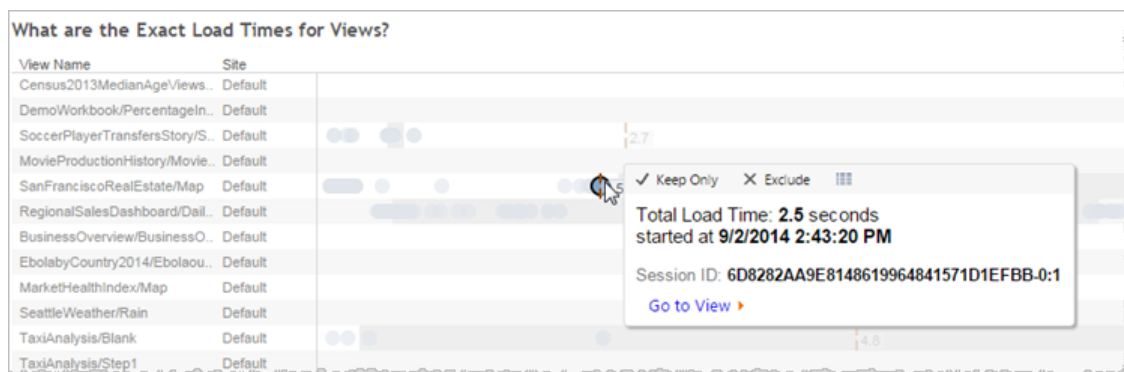 What are the Exact Load Times for Views?
View Name Site
Census2013MedianAgeViews.. Default
DemoWorkbook/PercentageIn.. Default
SoccerPlayerTransfersStory/S.. Default 2.7
MovieProductionHistory/Movie.. Default
SanFranciscoRealEstate/Map Default 5
RegionalSalesDashboard/Dail.. Default
BusinessOverview/BusinessO.. Default
EbolabyCountry2014/Ebolaou.. Default
MarketHealthIndex/Map Default
SeattleWeather/Rain Default
TaxiAnalysis/Blank Default 4.8
TaxiAnalysis/Step1 Default
Keep Only Exclude
Total Load Time: 2.5 seconds
started at 9/2/2014 2:43:20 PM
Session ID: 6D8282AA9E8148619964841571D1EFBB-0:1
Go to View